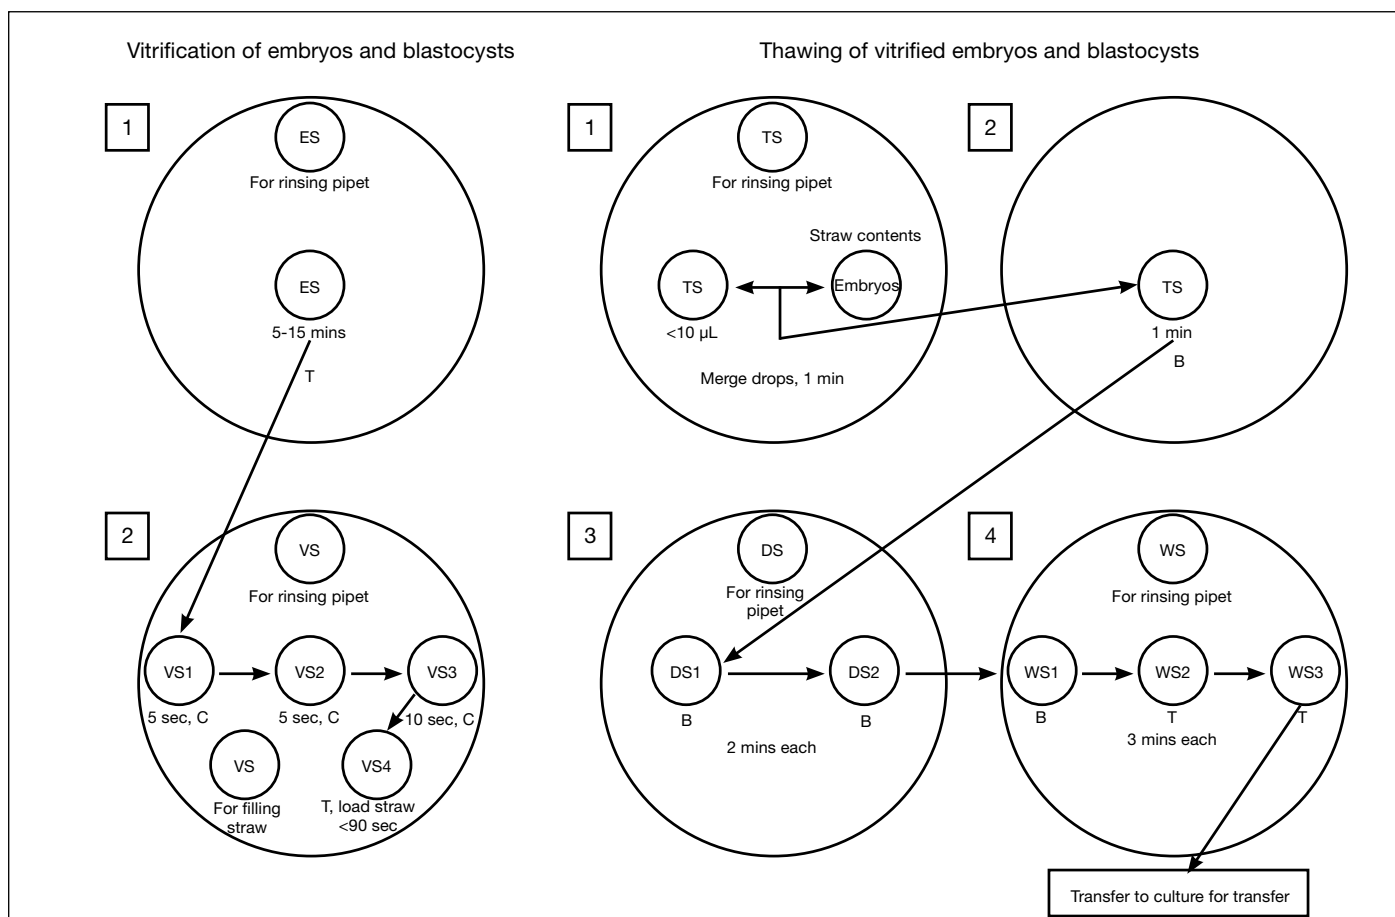 Vitrification of embryos and blastocysts
1
ES
For rinsing pipet
ES
5-15 mins
T
2
VS
For rinsing pipet
VS1
VS2
VS3
5 sec, C
5 sec, C
10 sec, C
VS
VS4
For filling
straw
T, load straw
<90 sec
Thawing of vitrified embryos and blastocysts
1
TS
For rinsing pipet
Straw contents
TS
Embryos
<10 µL
Merge drops, 1 min
2
TS
1 min
B
3
DS
For rinsing
pipet
DS1
DS2
B
B
2 mins each
4
WS
For rinsing pipet
WS1
WS2
WS3
B
T
T
3 mins each
Transfer to culture for transfer